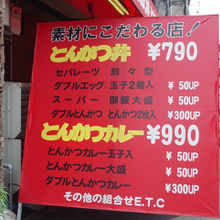 素材にこだわる店!
とんかつ丼 ¥790
セパレーツ 別々型
ダブルエッグ 玉子2個入 ¥50UP
スーパー 御飯大盛 ¥50UP
ダブルとんかつ とんかつ2枚入 ¥300UP
とんかつカレー ¥990
とんかつカレー玉子入 ¥50UP
とんかつカレー大盛 ¥50UP
ダブルとんかつカレー ¥300UP
その他の組合せE.T.C